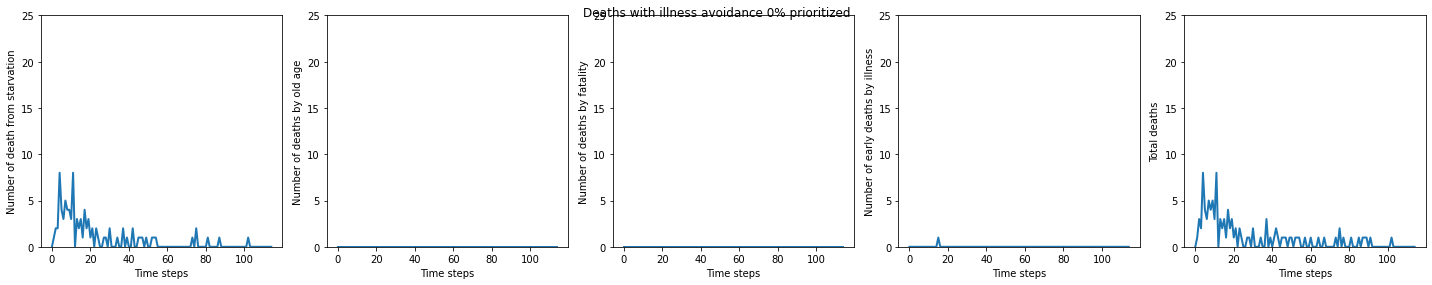 Deaths with illness avoidance 0% prioritized
Number of death from starvation
25
20
15
10
5
0
0 20 40 60 80 100
Time steps
Number of deaths by old age
25
20
15
10
5
0
0 20 40 60 80 100
Time steps
Number of deaths by fatality
25
20
15
10
5
0
0 20 40 60 80 100
Time steps
Number of early deaths by illness
25
20
15
10
5
0
0 20 40 60 80 100
Time steps
Total deaths
25
20
15
10
5
0
0 20 40 60 80 100
Time steps